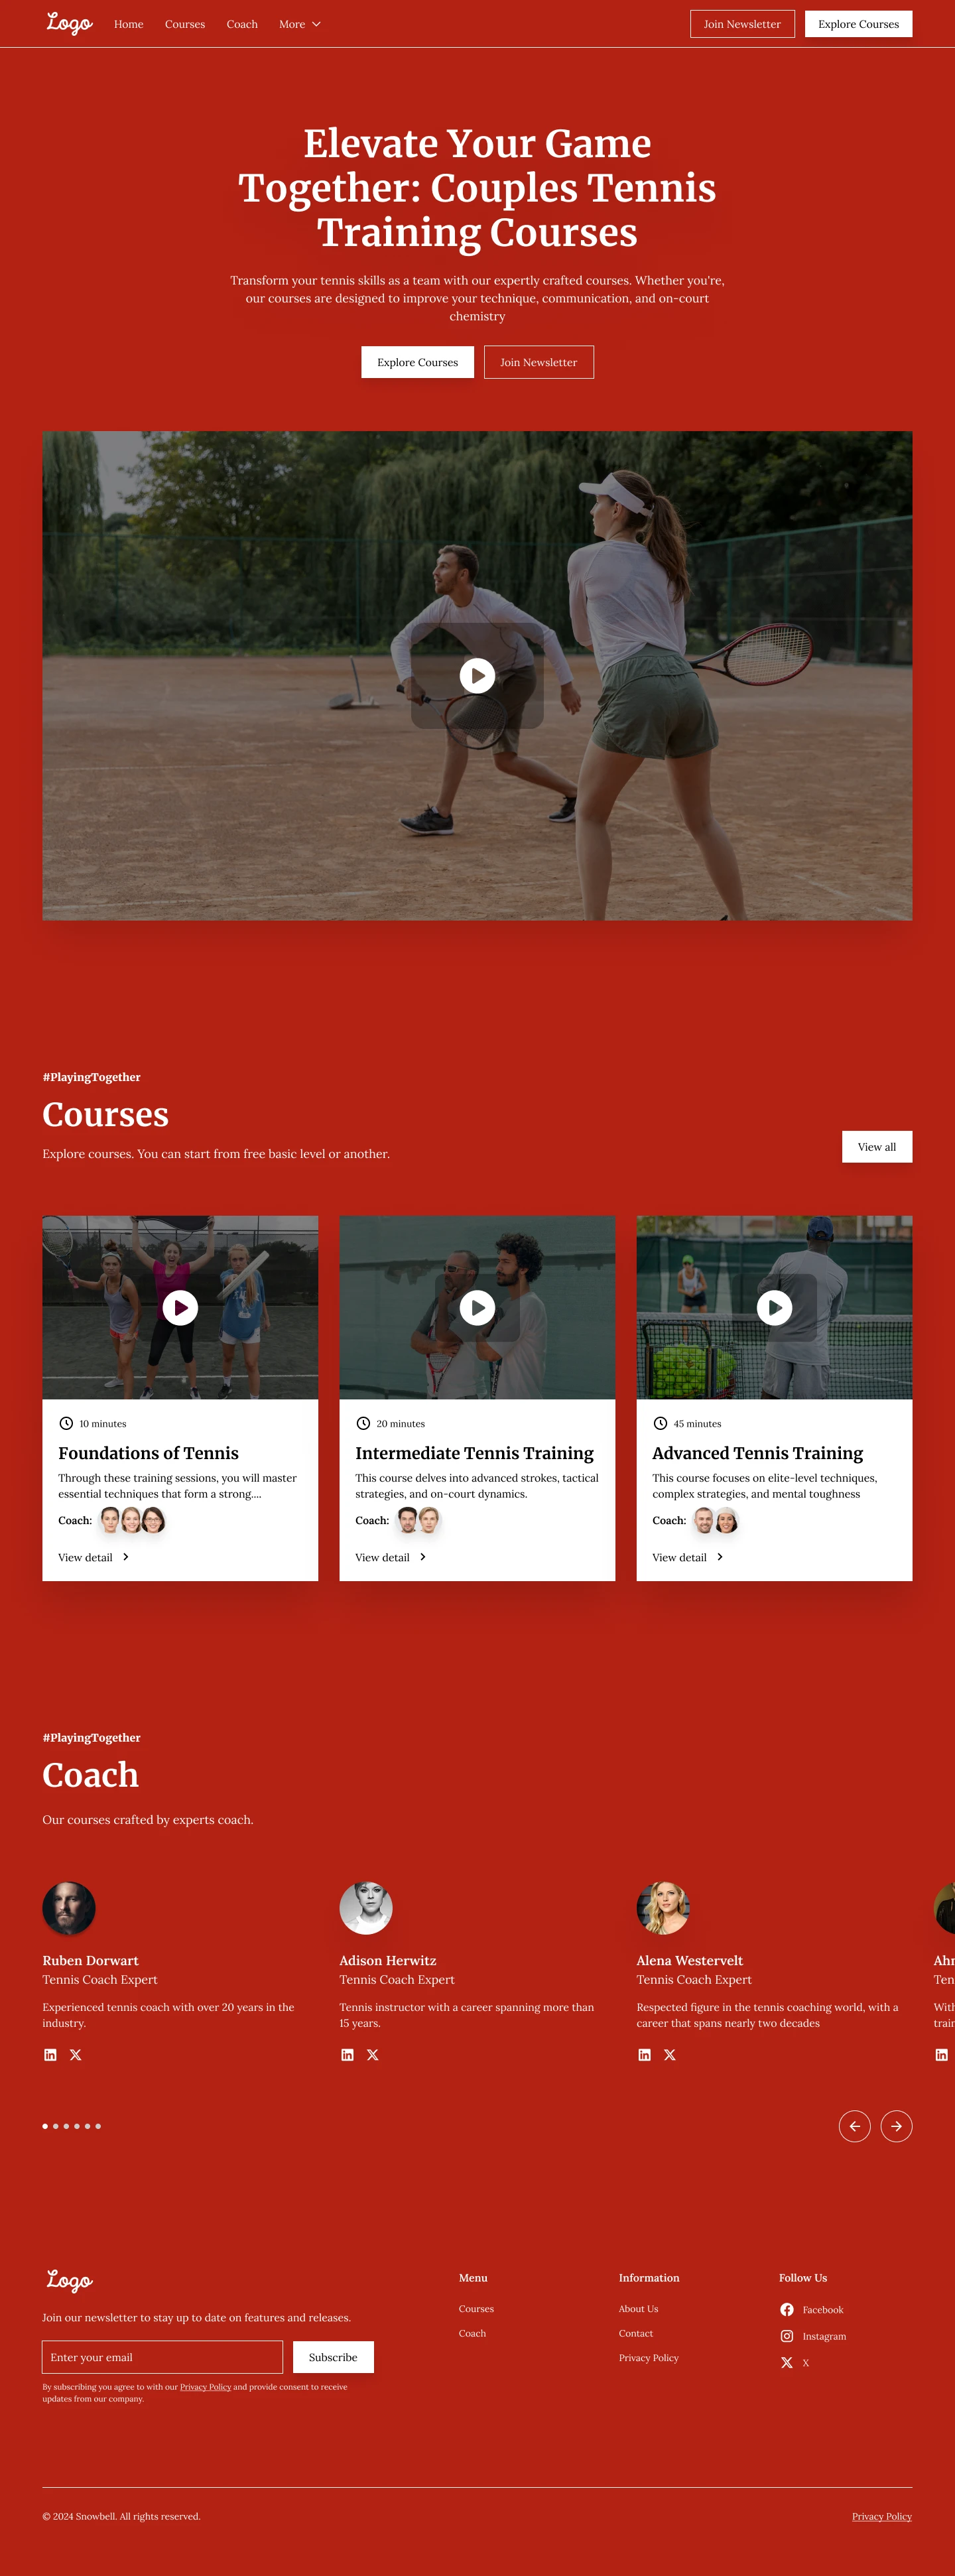 Logo
Home
Courses
Coach
More
Join Newsletter
Explore Courses
Elevate Your Game
Together: Couples Tennis
Training Courses
Transform your tennis skills as a team with our expertly crafted courses. Whether you're,
our courses are designed to improve your technique, communication, and on-court
chemistry
Explore Courses
Join Newsletter
#PlayingTogether
Courses
Explore courses. You can start from free basic level or another.
View all
10 minutes
Foundations of Tennis
Through these training sessions, you will master
essential techniques that form a strong....
Coach:
View detail
20 minutes
Intermediate Tennis Training
This course delves into advanced strokes, tactical
strategies, and on-court dynamics.
Coach:
View detail
45 minutes
Advanced Tennis Training
This course focuses on elite-level techniques,
complex strategies, and mental toughness
Coach:
View detail
#PlayingTogether
Coach
Our courses crafted by experts coach.
Ruben Dorwart
Tennis Coach Expert
Experienced tennis coach with over 20 years in the
industry.
Adison Herwitz
Tennis Coach Expert
Tennis instructor with a career spanning more than
15 years.
Alena Westervelt
Tennis Coach Expert
Respected figure in the tennis coaching world, with a
career that spans nearly two decades
Logo
Join our newsletter to stay up to date on features and releases.
Enter your email
Subscribe
By subscribing you agree to with our Privacy Policy and provide consent to receive
updates from our company.
Menu
Courses
Coach
Information
About Us
Contact
Privacy Policy
Follow Us
Facebook
Instagram
X
© 2024 Snowbell. All rights reserved.
Privacy Policy